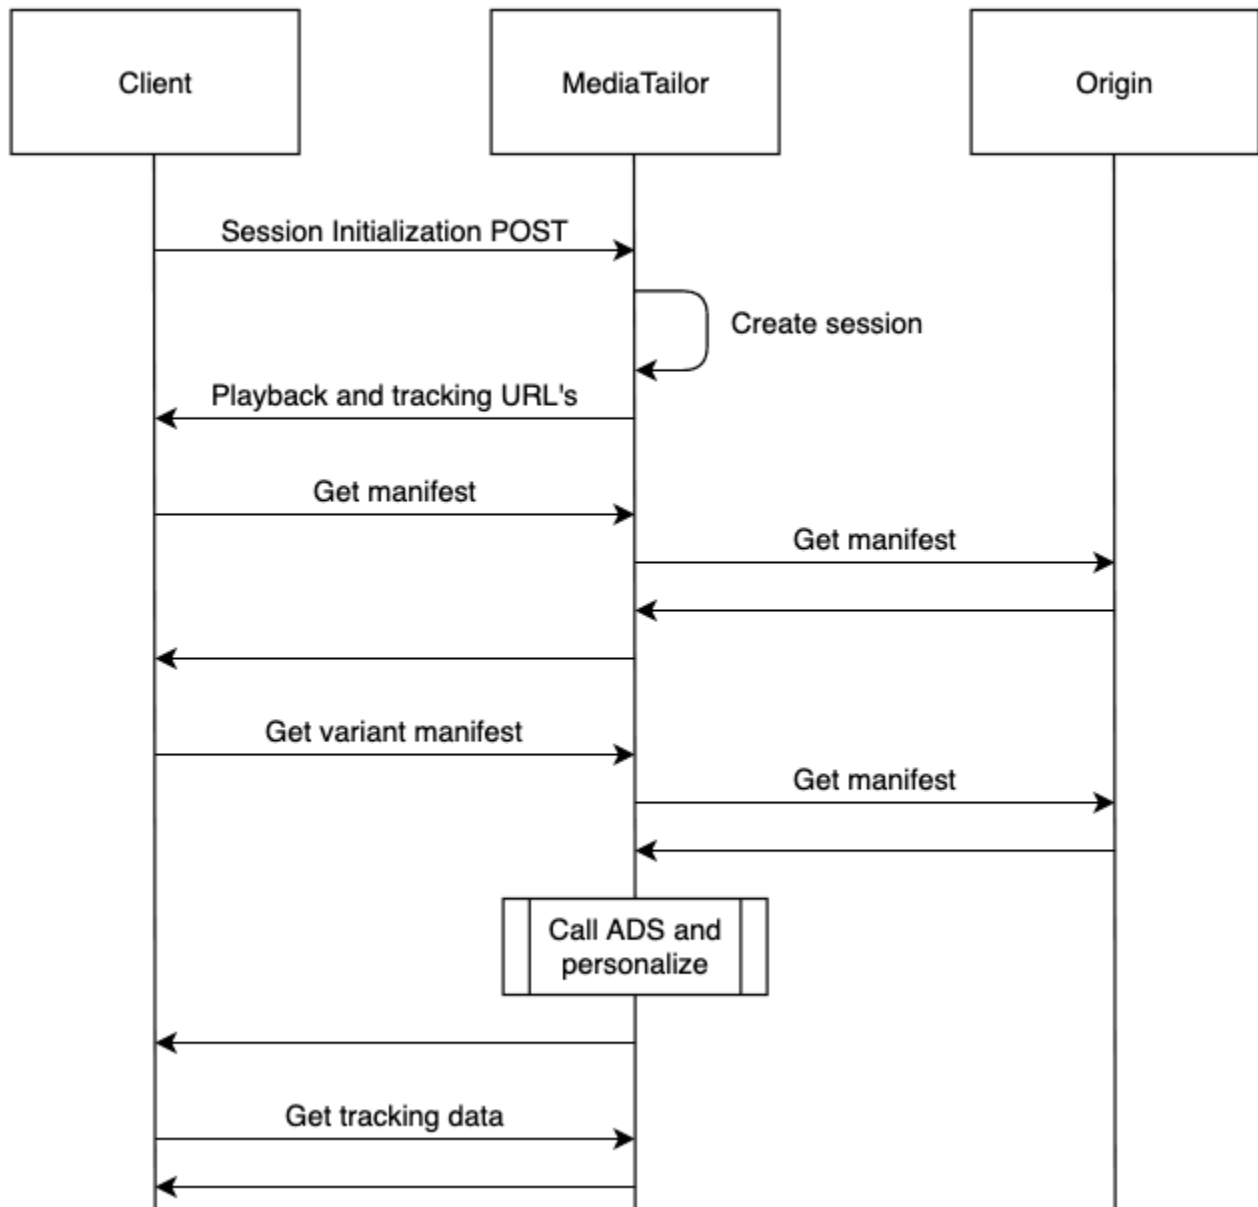 Client
MediaTailor
Origin
Session Initialization POST
Create session
Playback and tracking URL's
Get manifest
Get manifest
Get variant manifest
Get manifest
Call ADS and
personalize
Get tracking data